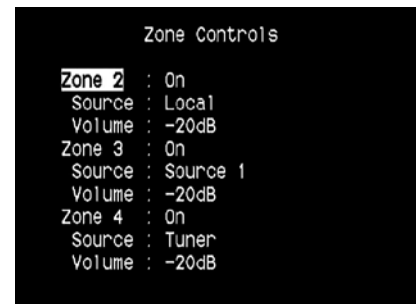 Zone Controls
Zone 2 : On
Source : Local
Volume : -20dB
Zone 3 : On
Source : Source 1
Volume : -20dB
Zone 4 : On
Source : Tuner
Volume : -20dB